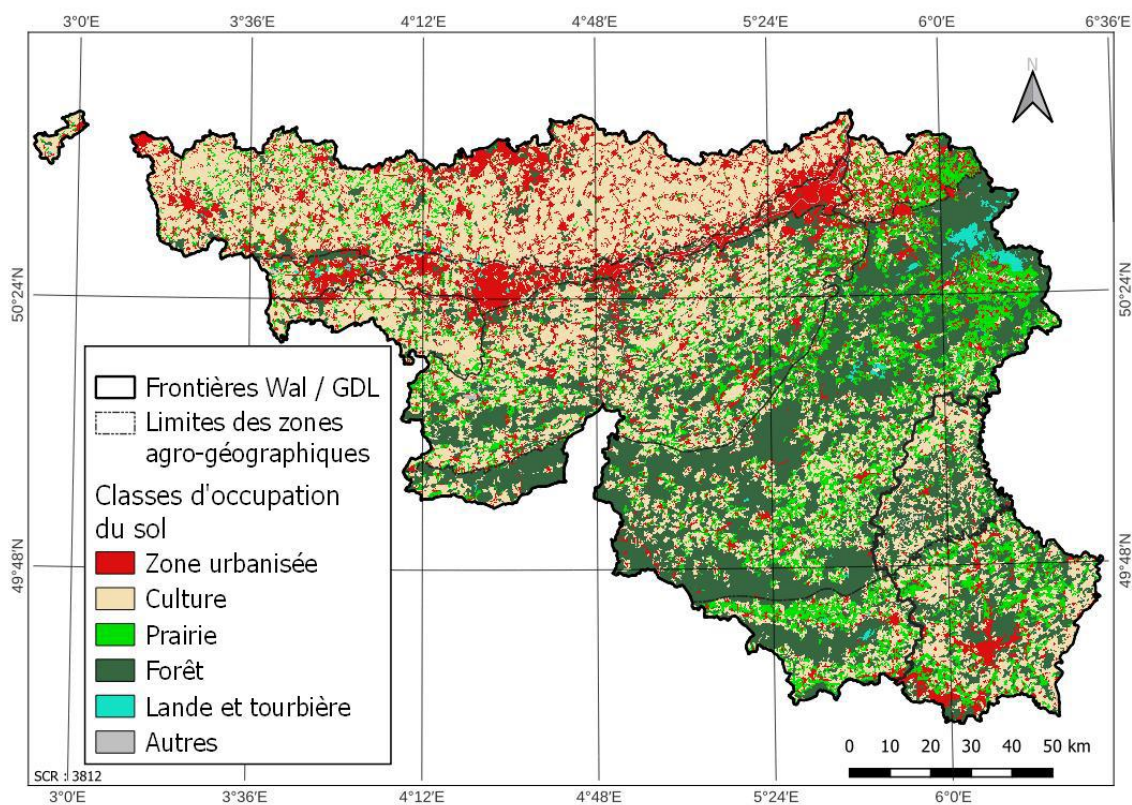 3°0'E 3°36'E 4°12'E 4°48'E 5°24'E 6°0'E 6°36'E
N
50°24'N 50°24'N
Frontières Wal / GDL
Limites des zones
agro-géographiques
Classes d'occupation
du sol
Zone urbanisée
Culture
Prairie
Forêt
Lande et tourbière
Autres
49°48'N 49°48'N
0 10 20 30 40 50 km
SCR : 3812
3°0'E 3°36'E 4°12'E 4°48'E 5°24'E 6°0'E